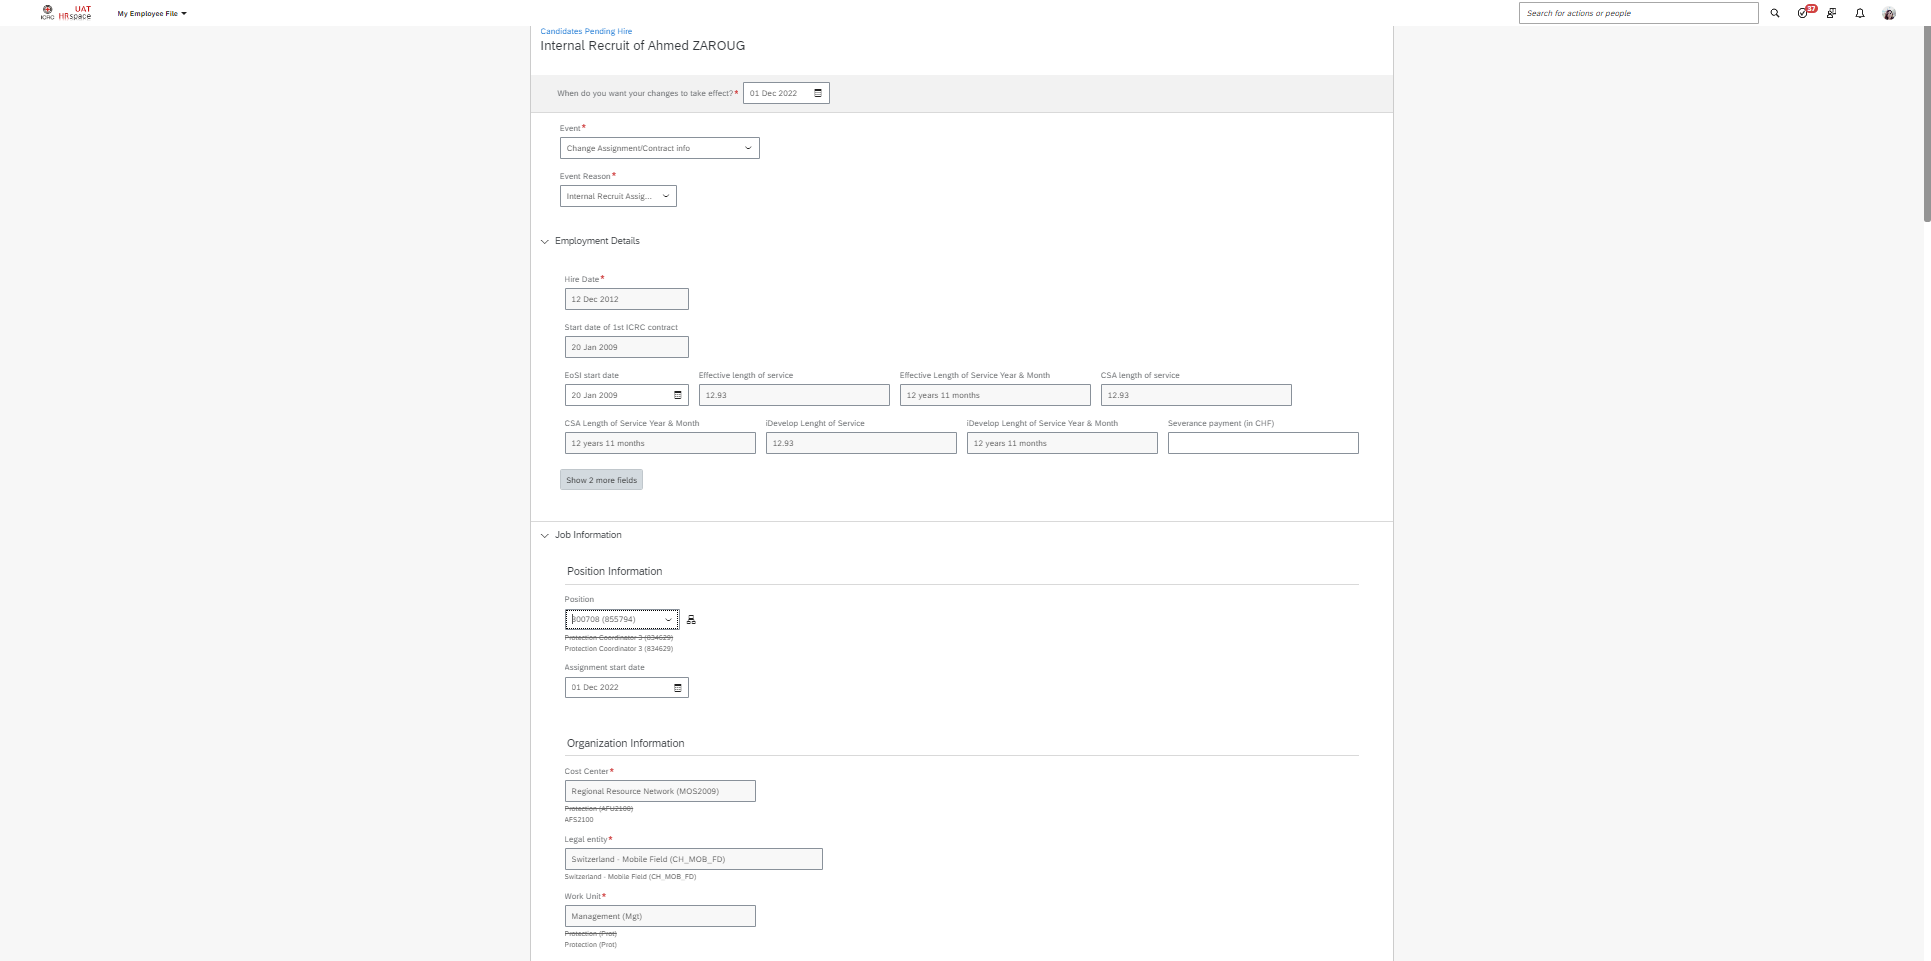 ICRC UAT HRspace My Employee File Search for actions or people 37
Candidates Pending Hire
Internal Recruit of Ahmed ZAROUG
When do you want your changes to take effect?* 01 Dec 2022
Event*
Change Assignment/Contract info
Event Reason*
Internal Recruit Assig...
Employment Details
Hire Date*
12 Dec 2012
Start date of 1st ICRC contract
20 Jan 2009
EoSI start date Effective length of service Effective Length of Service Year & Month CSA length of service
20 Jan 2009 12.93 12 years 11 months 12.93
CSA Length of Service Year & Month iDevelop Lenght of Service iDevelop Lenght of Service Year & Month Severance payment (in CHF)
12 years 11 months 12.93 12 years 11 months
Show 2 more fields
Job Information
Position Information
Position
300708 (855794)
Protection Coordinator 3 (834629)
Protection Coordinator 3 (834629)
Assignment start date
01 Dec 2022
Organization Information
Cost Center*
Regional Resource Network (MOS2009)
Protection (AFU2100)
AFS2100
Legal entity*
Switzerland - Mobile Field (CH_MOB_FD)
Switzerland - Mobile Field (CH_MOB_FD)
Work Unit*
Management (Mgt)
Protection (Prot)
Protection (Prot)